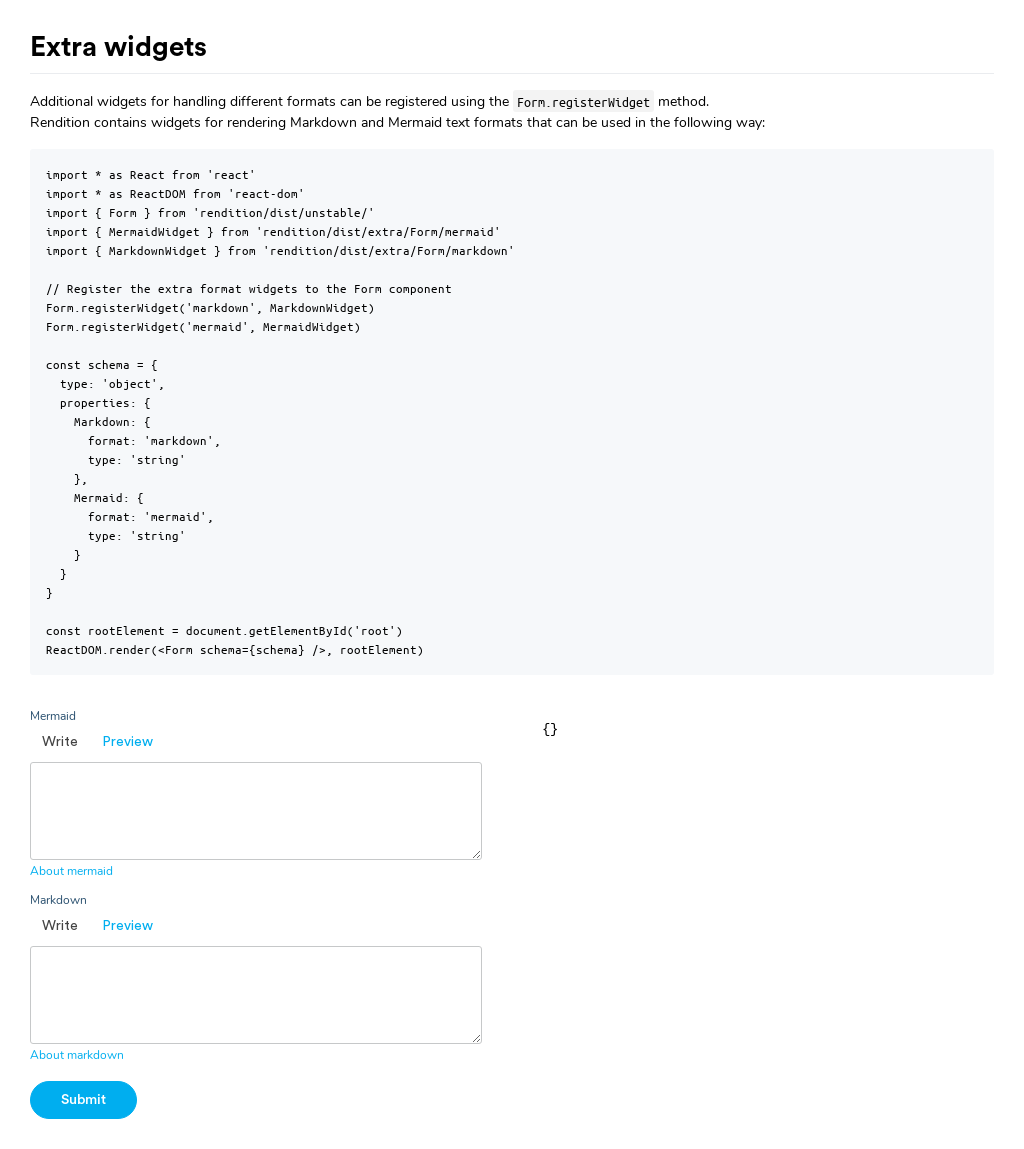 Extra widgets
Additional widgets for handling different formats can be registered using the Form.registerWidget method.
Rendition contains widgets for rendering Markdown and Mermaid text formats that can be used in the following way:
import * as React from 'react'
import * as ReactDOM from 'react-dom'
import { Form } from 'rendition/dist/unstable/'
import { MermaidWidget } from 'rendition/dist/extra/Form/mermaid'
import { MarkdownWidget } from 'rendition/dist/extra/Form/markdown'
// Register the extra format widgets to the Form component
Form.registerWidget('markdown', MarkdownWidget)
Form.registerWidget('mermaid', MermaidWidget)
const schema = {
  type: 'object',
  properties: {
    Markdown: {
      format: 'markdown',
      type: 'string'
    },
    Mermaid: {
      format: 'mermaid',
      type: 'string'
    }
  }
}
const rootElement = document.getElementById('root')
ReactDOM.render(<Form schema={schema} />, rootElement)
Mermaid
Write Preview
About mermaid
Markdown
Write Preview
About markdown
Submit
{}